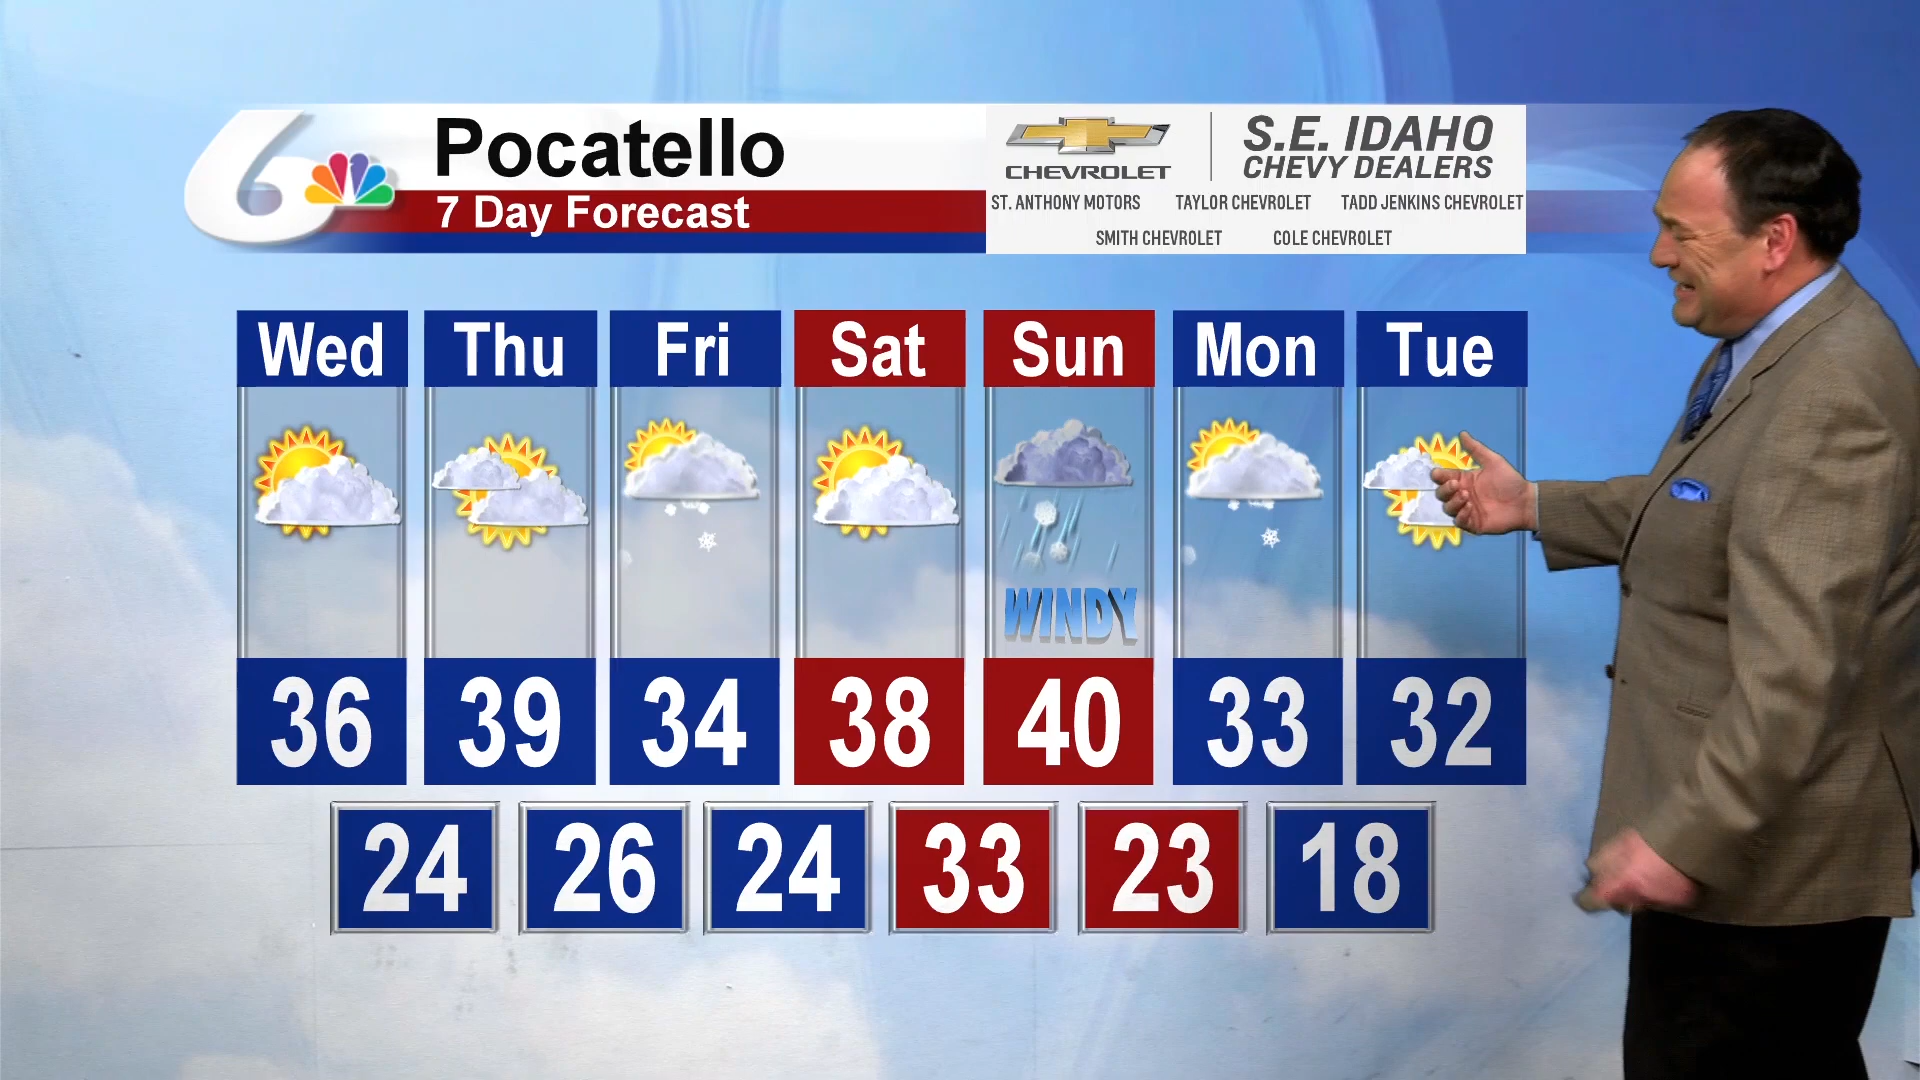 6
Pocatello
7 Day Forecast
CHEVROLET
S.E. IDAHO
CHEVY DEALERS
ST. ANTHONY MOTORS TAYLOR CHEVROLET TADD JENKINS CHEVROLET
SMITH CHEVROLET COLE CHEVROLET
Wed Thu Fri Sat Sun Mon Tue
WINDY
36 39 34 38 40 33 32
24 26 24 33 23 18